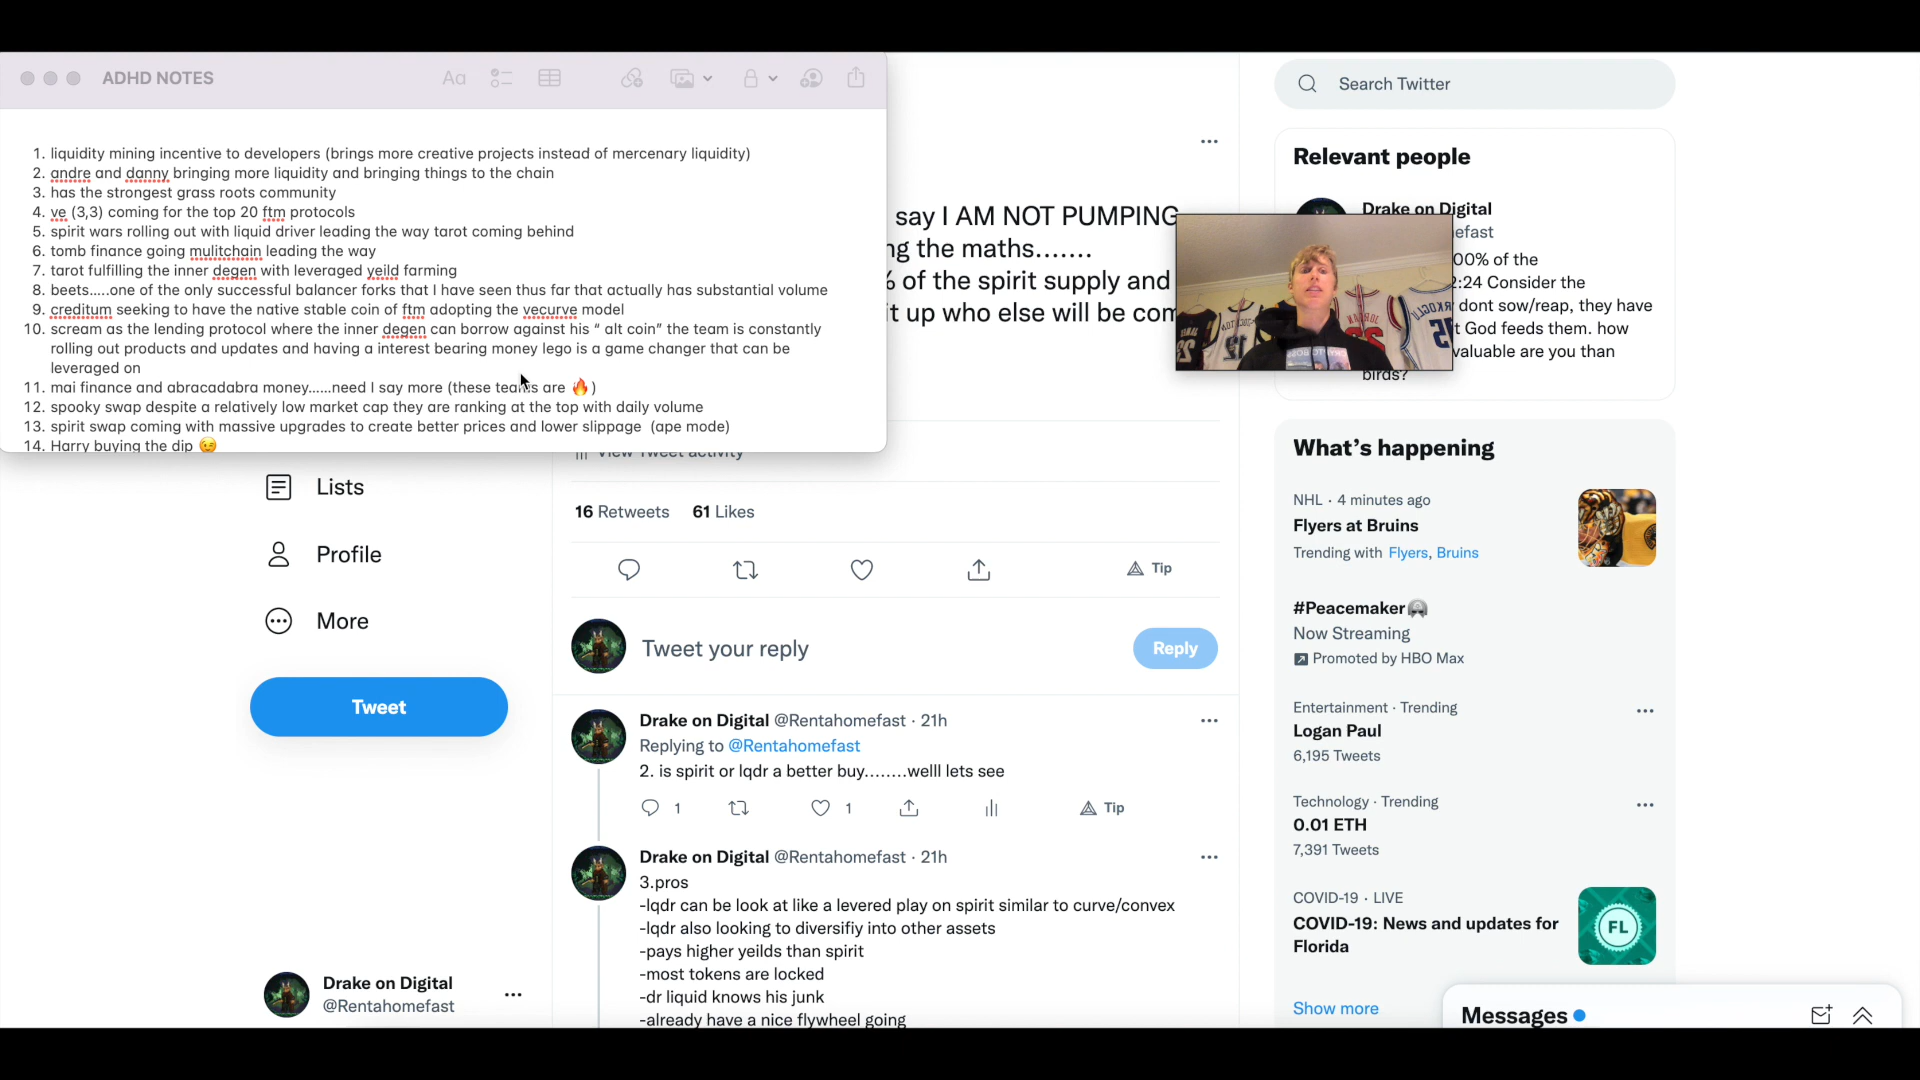 ADHD NOTES
Aa
1. liquidity mining incentive to developers (brings more creative projects instead of mercenary liquidity)
2. andre and danny bringing more liquidity and bringing things to the chain
3. has the strongest grass roots community
4. ve (3,3) coming for the top 20 ftm protocols
5. spirit wars rolling out with liquid driver leading the way tarot coming behind
6. tomb finance going mulitchain leading the way
7. tarot fulfilling the inner degen with leveraged yeild farming
8. beets.....one of the only successful balancer forks that I have seen thus far that actually has substantial volume
9. creditum seeking to have the native stable coin of ftm adopting the vecurve model
10. scream as the lending protocol where the inner degen can borrow against his “ alt coin” the team is constantly
rolling out products and updates and having a interest bearing money lego is a game changer that can be
leveraged on
11. mai finance and abracadabra money......need I say more (these teams are 🔥)
12. spooky swap despite a relatively low market cap they are ranking at the top with daily volume
13. spirit swap coming with massive upgrades to create better prices and lower slippage (ape mode)
14. Harry buying the dip 😉
say I AM NOT PUMPING
ng the maths.......
% of the spirit supply and
it up who else will be com
View Tweet activity
16 Retweets 61 Likes
Tip
Tweet your reply
Reply
Drake on Digital @Rentahomefast · 21h
Replying to @Rentahomefast
2. is spirit or lqdr a better buy........welll lets see
1 1 Tip
Drake on Digital @Rentahomefast · 21h
3.pros
-lqdr can be look at like a levered play on spirit similar to curve/convex
-lqdr also looking to diversifiy into other assets
-pays higher yeilds than spirit
-most tokens are locked
-dr liquid knows his junk
-already have a nice flywheel going
Lists
Profile
More
Tweet
Drake on Digital
@Rentahomefast
Search Twitter
Relevant people
Drake on Digital
efast
00% of the
2:24 Consider the
dont sow/reap, they have
t God feeds them. how
valuable are you than
birds?
What’s happening
NHL · 4 minutes ago
Flyers at Bruins
Trending with Flyers, Bruins
#Peacemaker
Now Streaming
Promoted by HBO Max
Entertainment · Trending
Logan Paul
6,195 Tweets
Technology · Trending
0.01 ETH
7,391 Tweets
COVID-19 · LIVE
COVID-19: News and updates for
Florida
FL
Show more
Messages